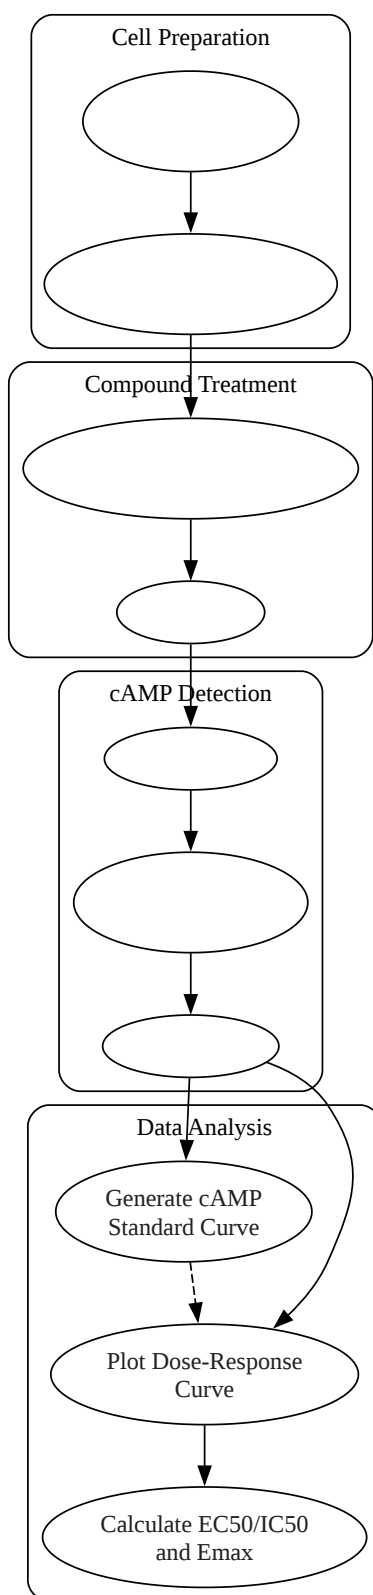 Cell Preparation
Compound Treatment
cAMP Detection
Data Analysis
Generate cAMP
Standard Curve
Plot Dose-Response
Curve
Calculate EC50/IC50
and Emax